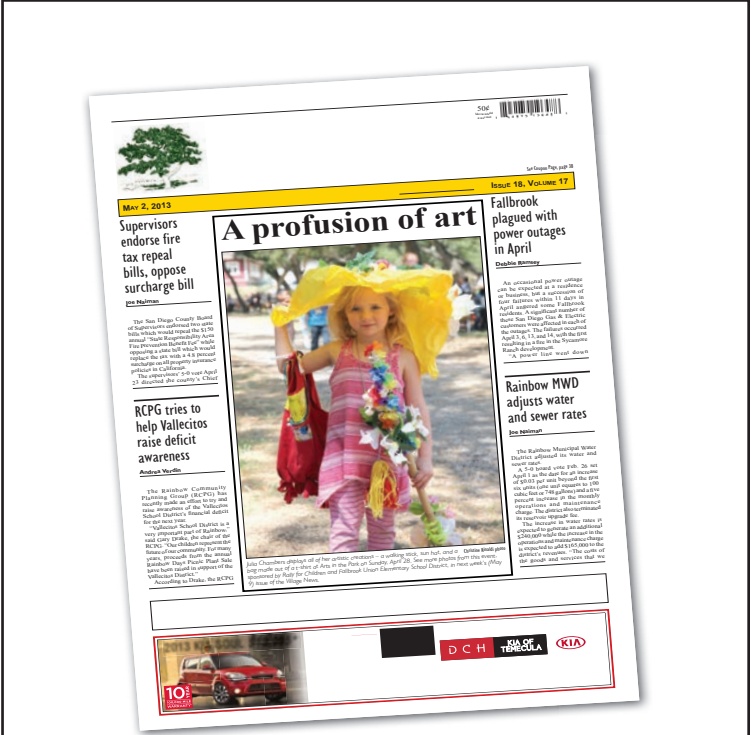 50¢
See Coupon Page, page 38
MAY 2, 2013
ISSUE 18, VOLUME 17
Supervisors
endorse fire
tax repeal
bills, oppose
surcharge bill
Joe Naiman
The San Diego County Board
of Supervisors endorsed two state
bills which would repeal the $150
annual "State Responsibility Area
Fire Prevention Benefit Fee" while
opposing a state bill which would
replace the tax with a 4.8 percent
surcharge on all property insurance
policies in California.
The supervisors' 5-0 vote April
23 directed the county's Chief
RCPG tries to
help Vallecitos
raise deficit
awareness
Andrea Verdin
The Rainbow Community
Planning Group (RCPG) has
recently made an effort to try and
raise awareness of the Vallecitos
School District's financial deficit
for the next year.
"Vallecitos School District is a
very important part of Rainbow,"
said Gary Drake, the chair of the
RCPG. "Our children represent the
future of our community. For many
years, proceeds from the annual
Rainbow Days Picnic Plant Sale
have been raised in support of the
Vallecitos District."
According to Drake, the RCPG
A profusion of art
Julia Chambers displays all of her artistic creations – a walking stick, sun hat, and a
bag made out of a t-shirt at Arts in the Park on Sunday, April 28. See more photos from this event,
sponsored by Rally for Children and Fallbrook Union Elementary School District, in next week's (May
9) issue of the Village News.
Fallbrook
plagued with
power outages
in April
Debbie Ramsey
An occasional power outage
can be expected at a residence
or business, but a succession of
four failures within 11 days in
April angered some Fallbrook
residents. A significant number of
those San Diego Gas & Electric
customers were affected in each of
the outages. The failures occurred
April 3, 6, 13, and 14, with the first
resulting in a fire in the Sycamore
Ranch development.
"A power line went down
Rainbow MWD
adjusts water
and sewer rates
Joe Naiman
The Rainbow Municipal Water
District adjusted its water and
sewer rates.
A 5-0 board vote Feb. 26 set
April 1 as the date for an increase
of $0.03 per unit beyond the first
six units (one unit equals to 100
cubic feet or 748 gallons) and a five
percent increase in the monthly
operations and maintenance
charge. The district also terminated
its reservoir upgrade fee.
The increase in water rates is
expected to generate an additional
$240,000 while the increase in the
operations and maintenance charge
is expected to add $165,000 to the
district's revenue. "The costs of
the goods and services that we
10
YEAR
DCH
KIA OF
TEMECULA
KIA